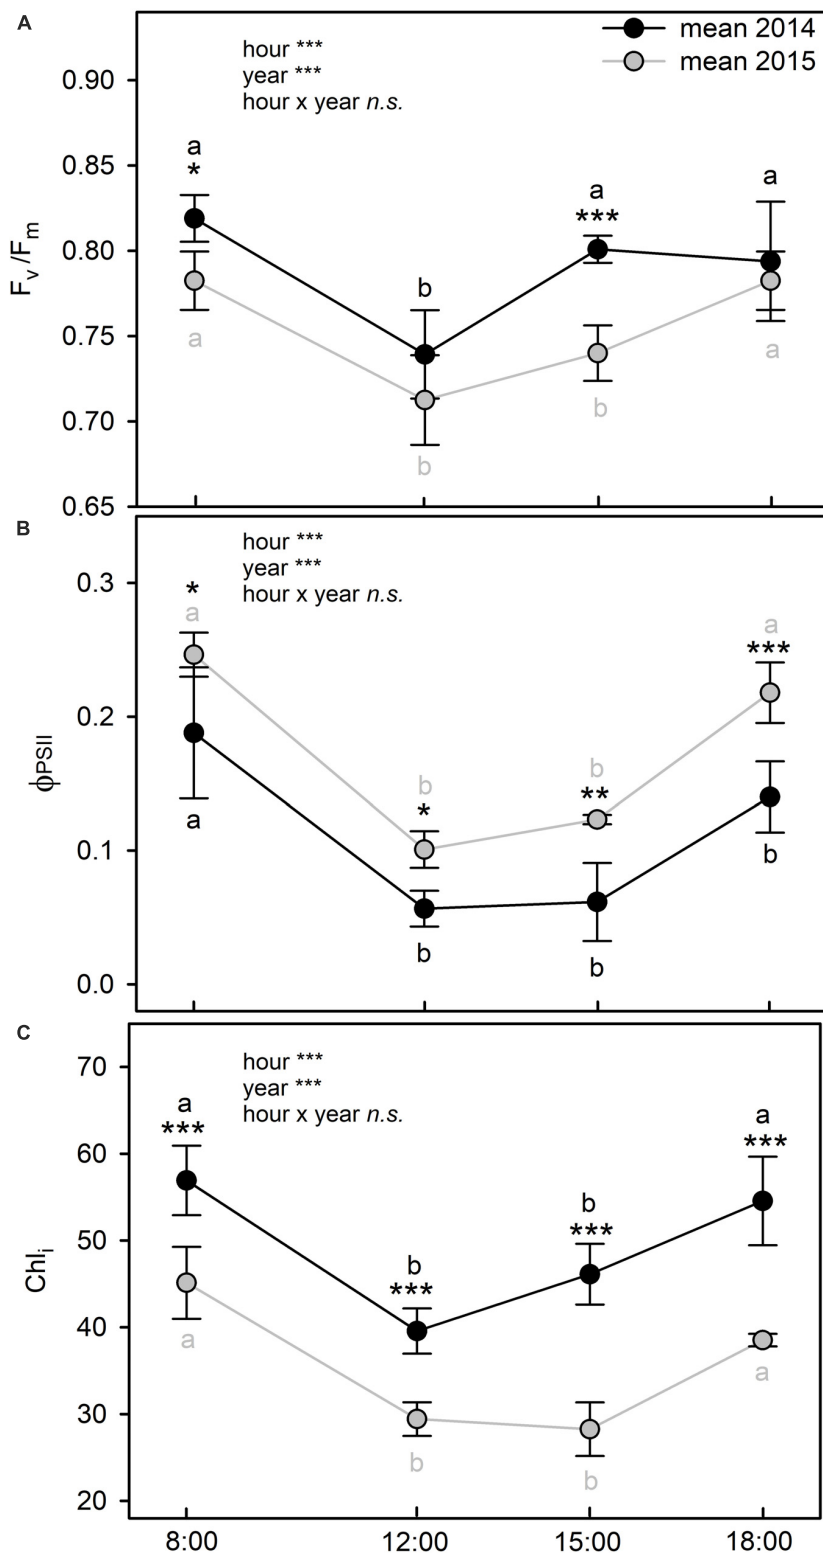 A
mean 2014
mean 2015
hour ***
year ***
hour x year n.s.
0.90
0.85
0.80
0.75
0.70
0.65
Fv /Fm
a
*
a
b
b
a
***
b
a
a
B
hour ***
year ***
hour x year n.s.
0.3
0.2
0.1
0.0
ϕPSII
*
a
a
b
*
b
b
**
b
a
***
b
C
hour ***
year ***
hour x year n.s.
70
60
50
40
30
20
Chli
a
***
a
b
***
b
b
***
b
a
***
a
8:00 12:00 15:00 18:00